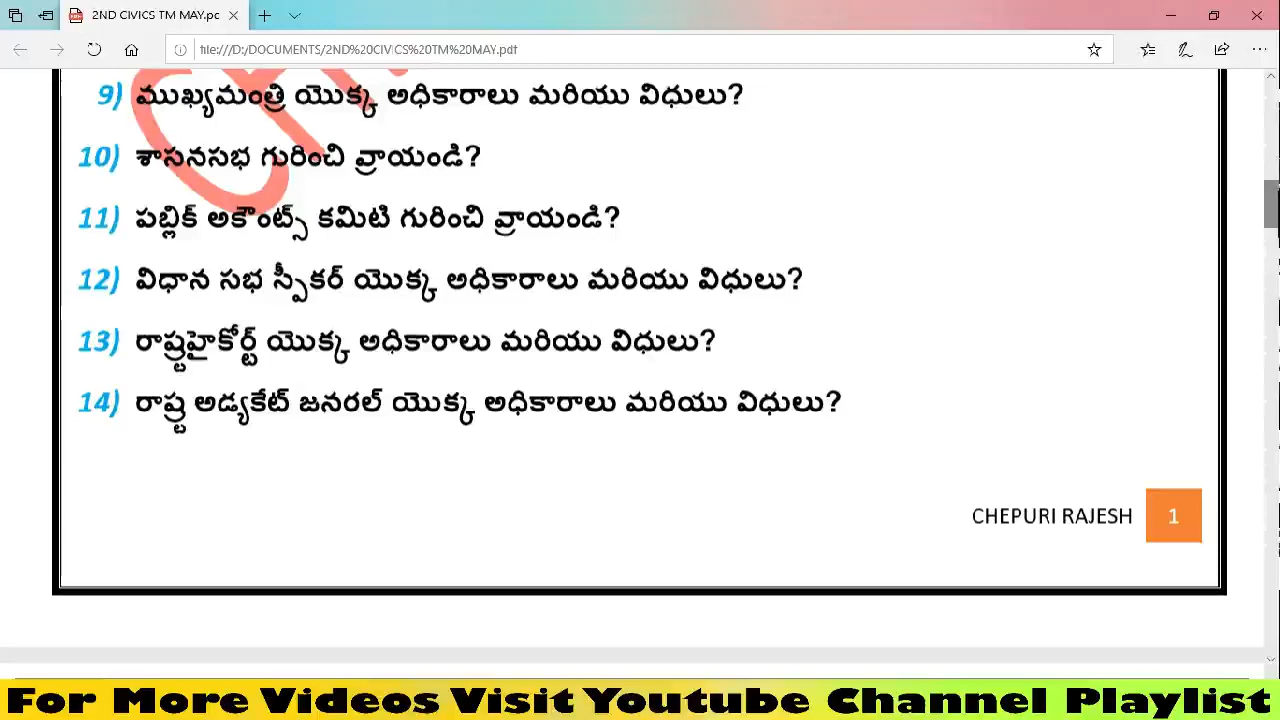 2ND CIVICS TM MAY.pc
file:///D:/DOCUMENTS/2ND%20CIVICS%20TM%20MAY.pdf
9) ముఖ్యమంత్రి యొక్క అధికారాలు మరియు విధులు?
10) శాసనసభ గురించి వ్రాయండి?
11) పబ్లిక్ అకౌంట్స్ కమిటి గురించి వ్రాయండి?
12) విధాన సభ స్పీకర్ యొక్క అధికారాలు మరియు విధులు?
13) రాష్ట్రహైకోర్ట్ యొక్క అధికారాలు మరియు విధులు?
14) రాష్ట్ర అడ్యకేట్ జనరల్ యొక్క అధికారాలు మరియు విధులు?
CHEPURI RAJESH 1
For More Videos Visit Youtube Channel Playlist